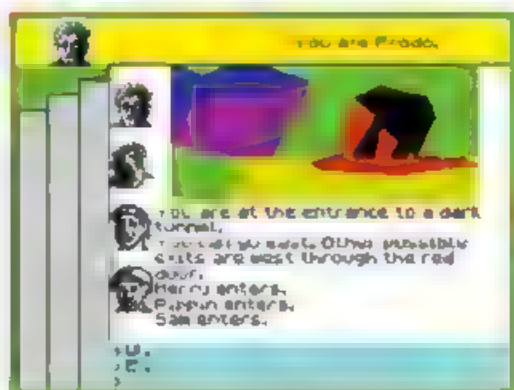 You are Frodo.
You are at the entrance to a dark
tunnel.
You can go east. Other possible
exits are west through the red
door.
Merry enters.
Pippin enters.
Sam enters.
>U.
>E.
>